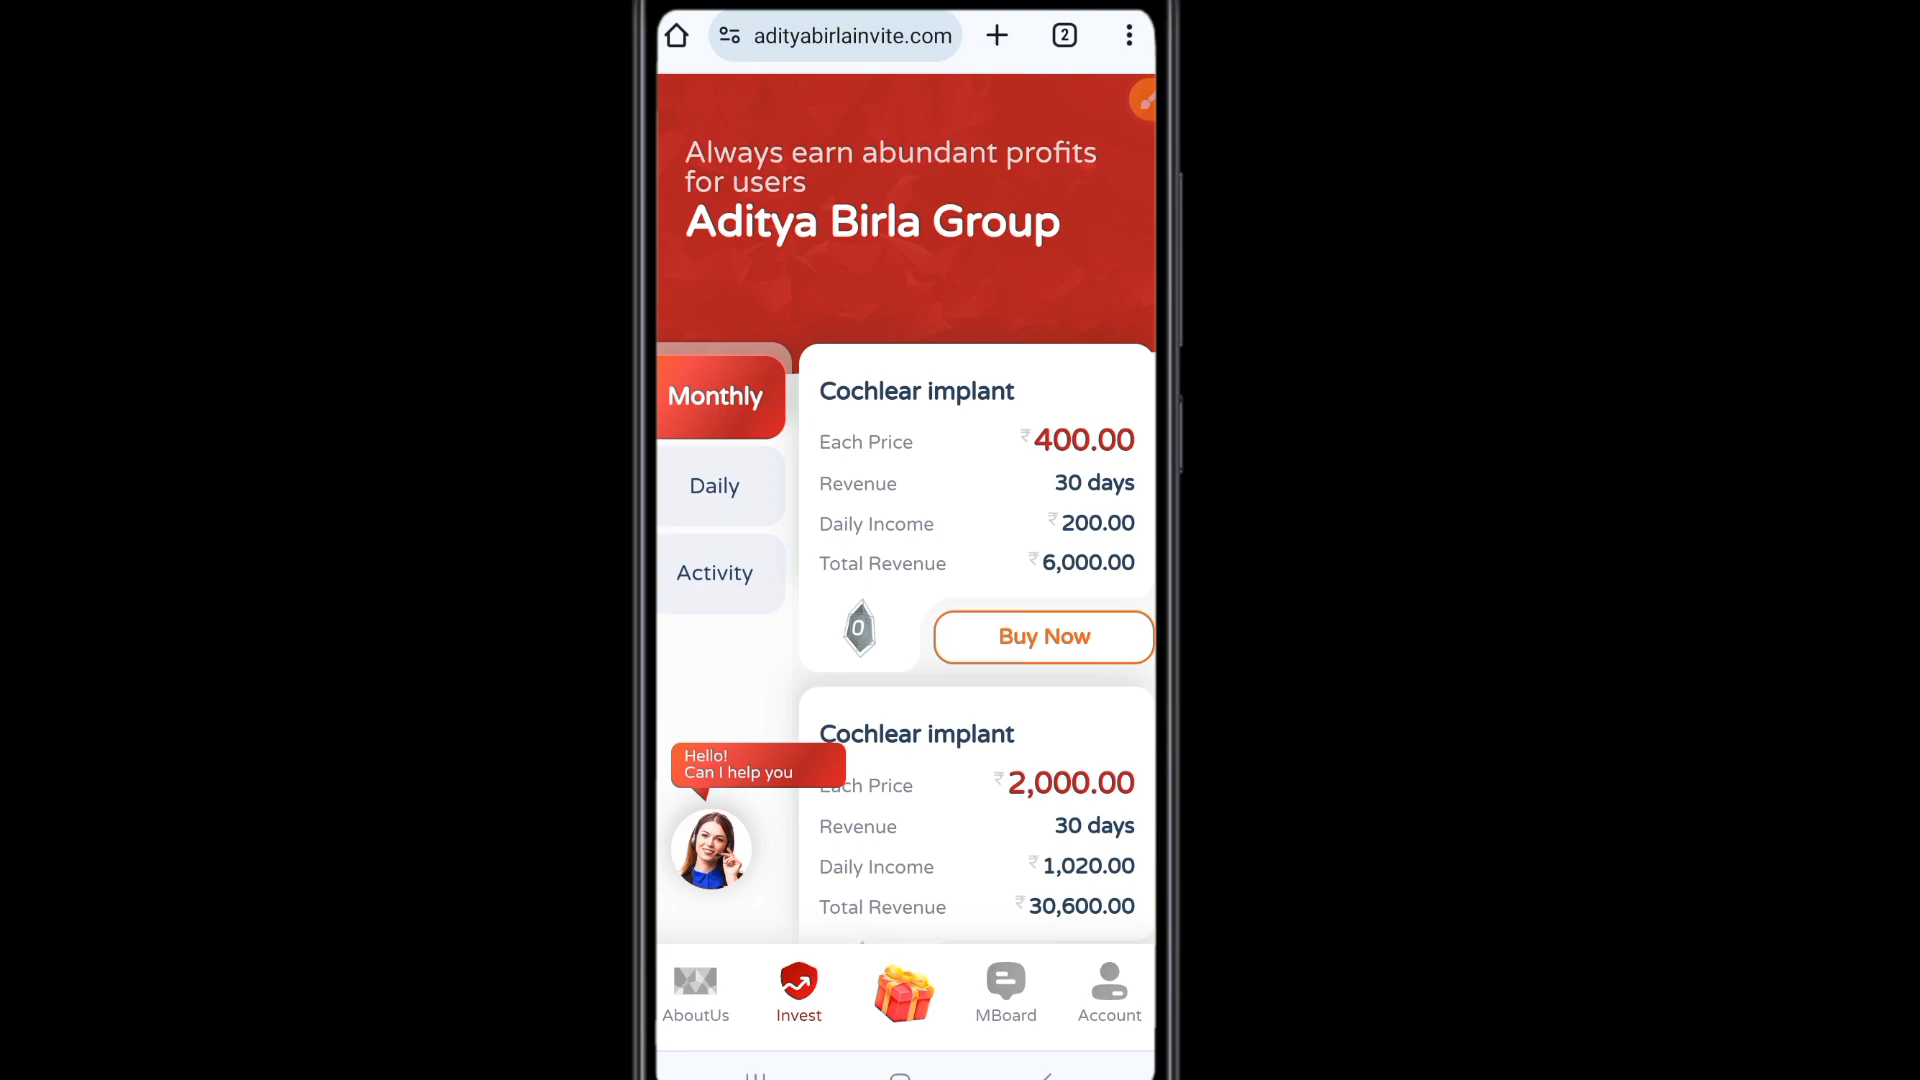 adityabirlainvite.com
2
Always earn abundant profits
for users
Aditya Birla Group
Monthly
Daily
Activity
Cochlear implant
Each Price ₹400.00
Revenue 30 days
Daily Income ₹200.00
Total Revenue ₹6,000.00
0
Buy Now
Cochlear implant
Each Price ₹2,000.00
Revenue 30 days
Daily Income ₹1,020.00
Total Revenue ₹30,600.00
Hello!
Can I help you
AboutUs
Invest
MBoard
Account